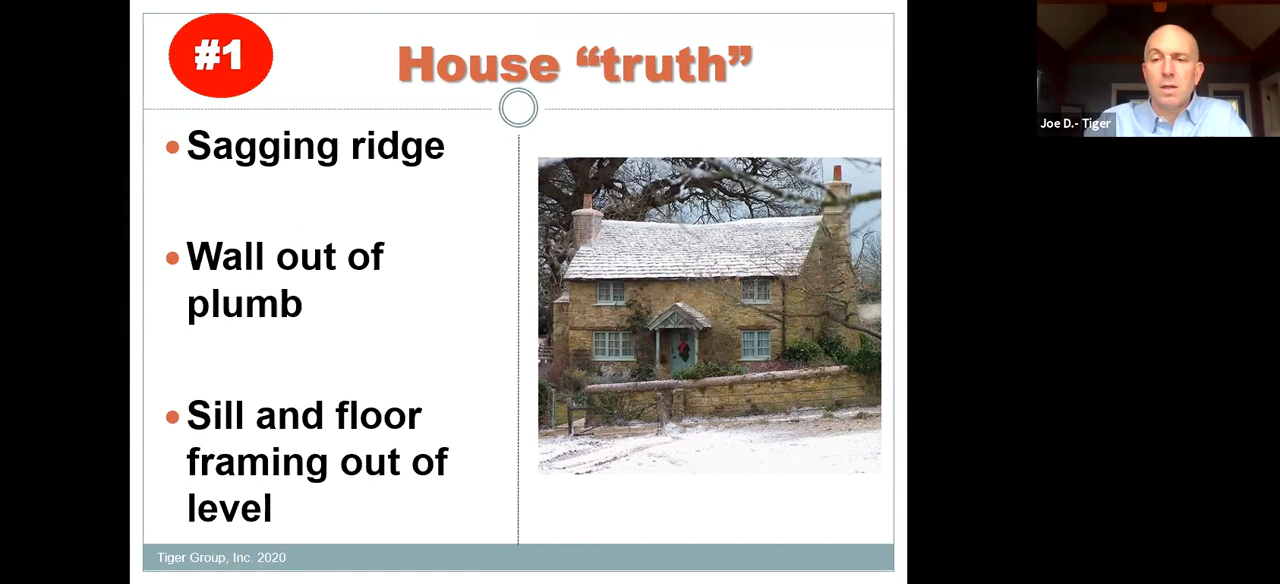 #1
House “truth”
Sagging ridge
Wall out of
plumb
Sill and floor
framing out of
level
Tiger Group, Inc. 2020
Joe D.- Tiger